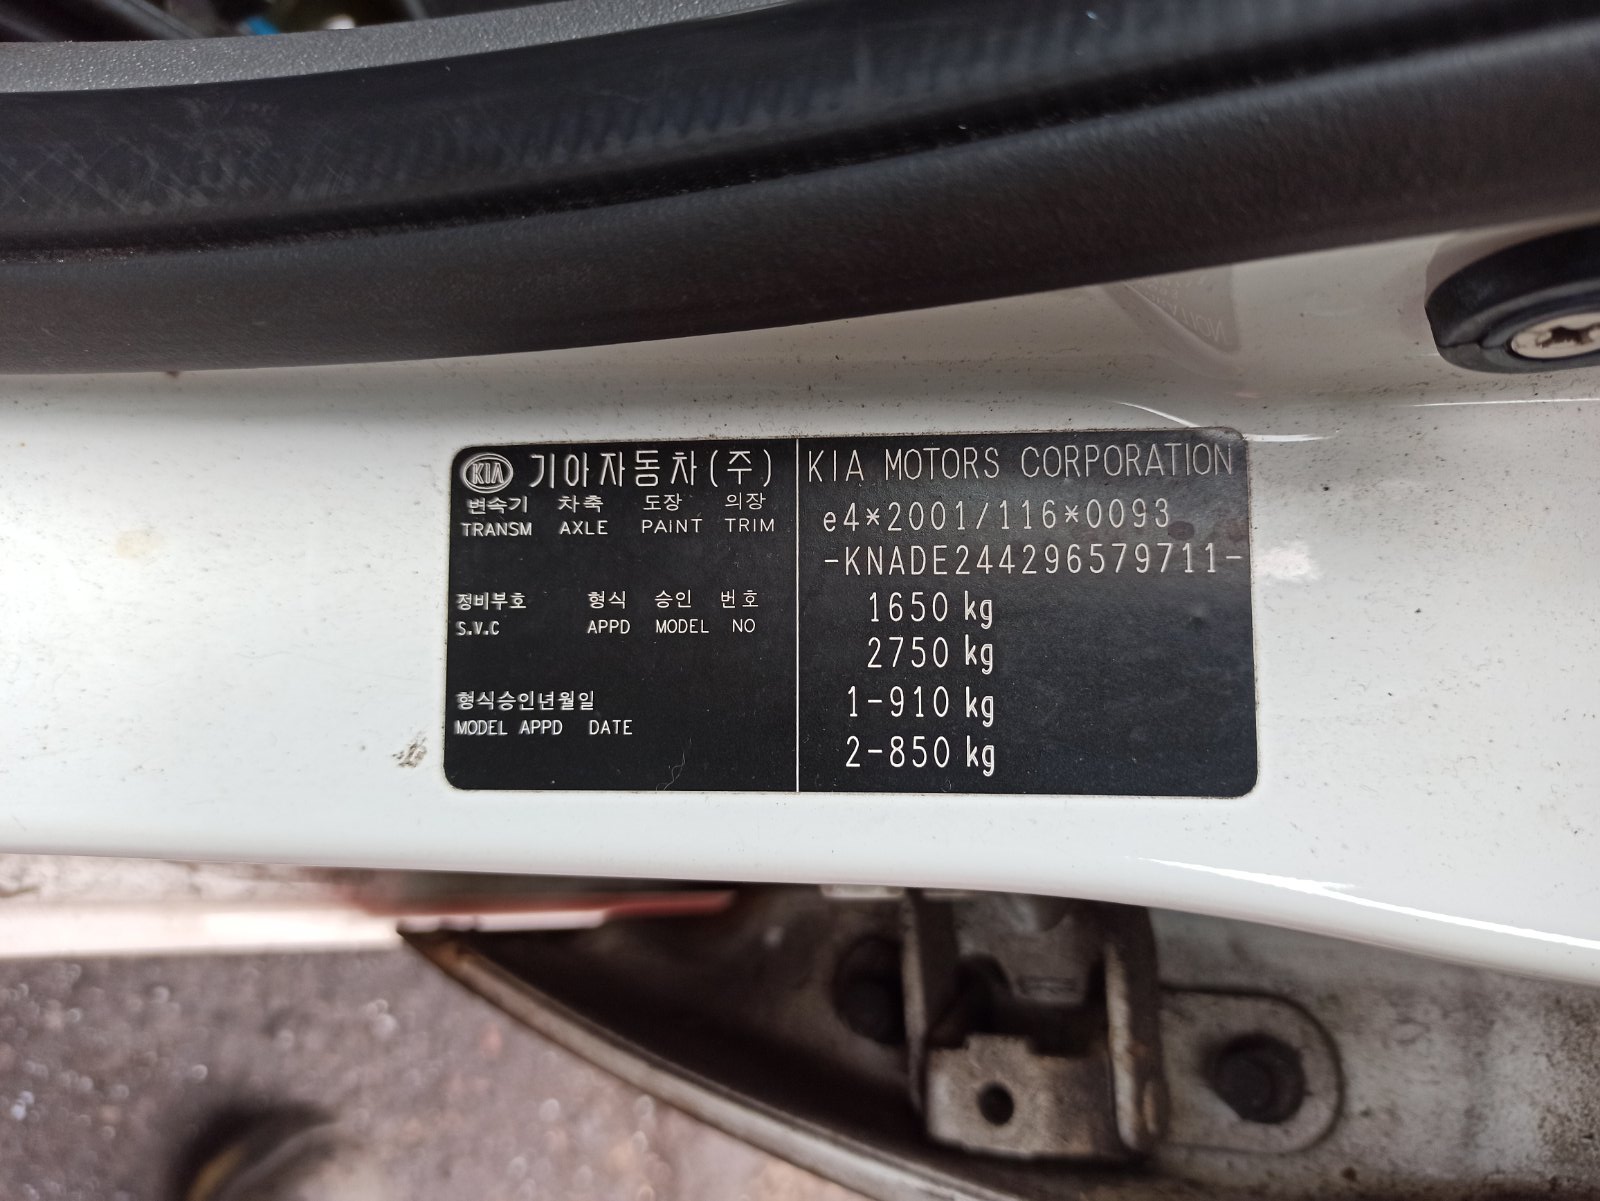 KIA 기아자동차(주)
변속기 차축 도장 의장
TRANSM AXLE PAINT TRIM
정비부호 형식 승인 번호
S.V.C APPD MODEL NO
형식승인년월일
MODEL APPD DATE
KIA MOTORS CORPORATION
e4*2001/116*0093
-KNADE244296579711-
1650 kg
2750 kg
1-910 kg
2-850 kg